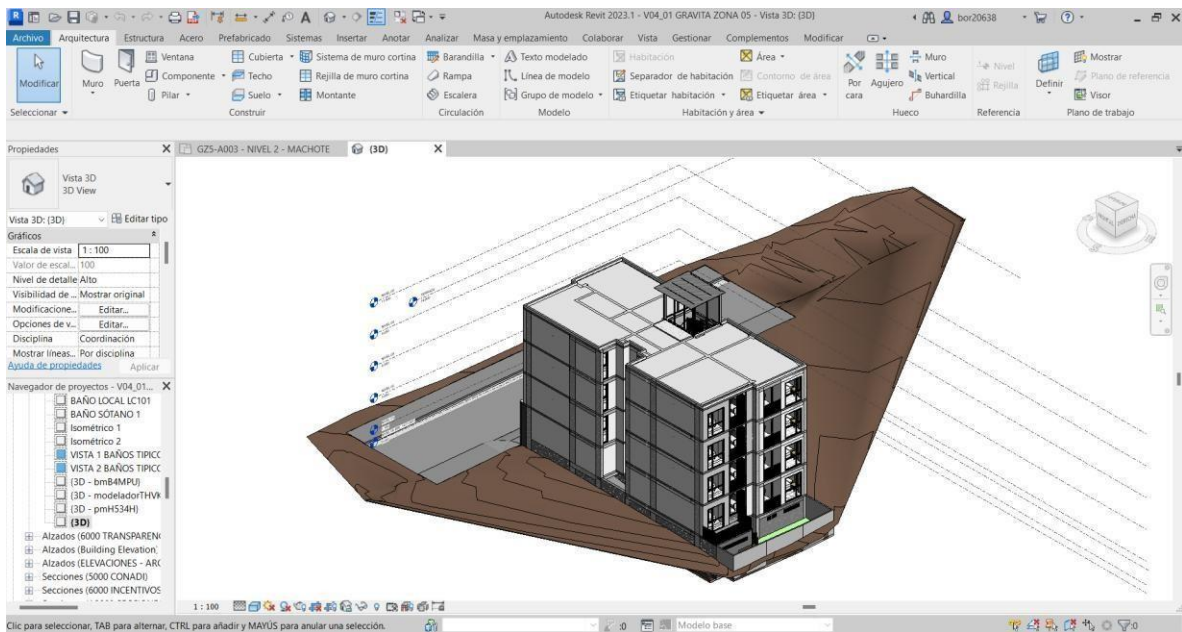 Autodesk Revit 2023.1 - V04_01 GRAVITA ZONA 05 - Vista 3D: {3D}
bor20638
Archivo Arquitectura Estructura Acero Prefabricado Sistemas Insertar Anotar Analizar Masa y emplazamiento Colaborar Vista Gestionar Complementos Modificar
Modificar
Muro
Puerta
Ventana
Componente
Pilar
Cubierta
Techo
Suelo
Sistema de muro cortina
Rejilla de muro cortina
Montante
Barandilla
Rampa
Escalera
Texto modelado
Línea de modelo
Grupo de modelo
Habitación
Separador de habitación
Etiquetar habitación
Área
Contorno de área
Etiquetar área
Por cara
Agujero
Muro
Vertical
Buhardilla
Nivel
Rejilla
Definir
Mostrar
Plano de referencia
Visor
Seleccionar Construir Circulación Modelo Habitación y área Hueco Referencia Plano de trabajo
Propiedades
GZ5-A003 - NIVEL 2 - MACHOTE
{3D}
Vista 3D
3D View
Vista 3D: {3D} Editar tipo
Gráficos
Escala de vista 1 : 100
Valor de escal... 100
Nivel de detalle Alto
Visibilidad de ... Mostrar original
Modificacione... Editar...
Opciones de v... Editar...
Disciplina Coordinación
Mostrar líneas... Por disciplina
Ayuda de propiedades Aplicar
Navegador de proyectos - V04_01...
BAÑO LOCAL LC101
BAÑO SÓTANO 1
Isométrico 1
Isométrico 2
VISTA 1 BAÑOS TIPICO
VISTA 2 BAÑOS TIPICO
{3D - bmB4MPU}
{3D - modeladorTHVK
{3D - pmH534H}
{3D}
Alzados (6000 TRANSPAREN
Alzados (Building Elevation)
Alzados (ELEVACIONES - ARC
Secciones (5000 CONADI)
Secciones (6000 INCENTIVOS
1 : 100
Clic para seleccionar, TAB para alternar, CTRL para añadir y MAYÚS para anular una selección.
:0
Modelo base
:0